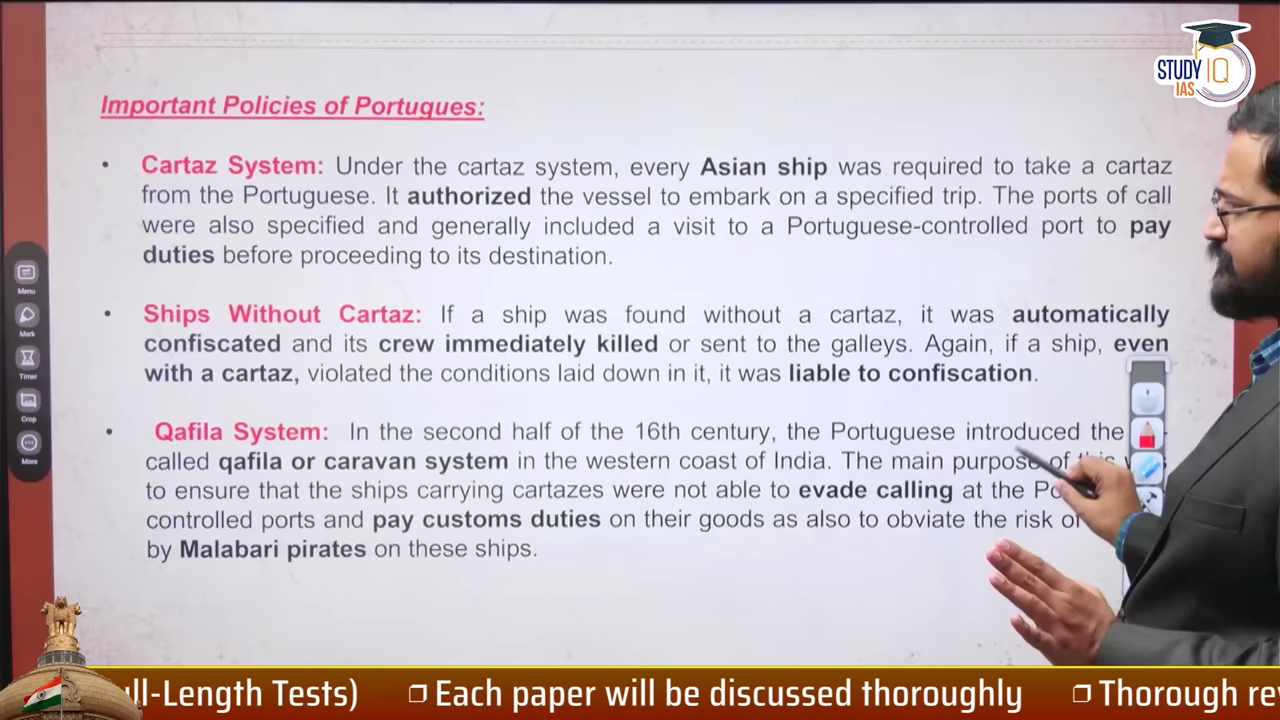 STUDY IQ
IAS
Important Policies of Portuques:
• Cartaz System: Under the cartaz system, every Asian ship was required to take a cartaz
from the Portuguese. It authorized the vessel to embark on a specified trip. The ports of call
were also specified and generally included a visit to a Portuguese-controlled port to pay
duties before proceeding to its destination.
• Ships Without Cartaz: If a ship was found without a cartaz, it was automatically
confiscated and its crew immediately killed or sent to the galleys. Again, if a ship, even
with a cartaz, violated the conditions laid down in it, it was liable to confiscation.
• Qafila System: In the second half of the 16th century, the Portuguese introduced the
called qafila or caravan system in the western coast of India. The main purpose of
to ensure that the ships carrying cartazes were not able to evade calling at the
controlled ports and pay customs duties on their goods as also to obviate the risk of
by Malabari pirates on these ships.
Menu
Mark
Timer
Crop
More
ull-Length Tests) ❐ Each paper will be discussed thoroughly ❐ Thorough re